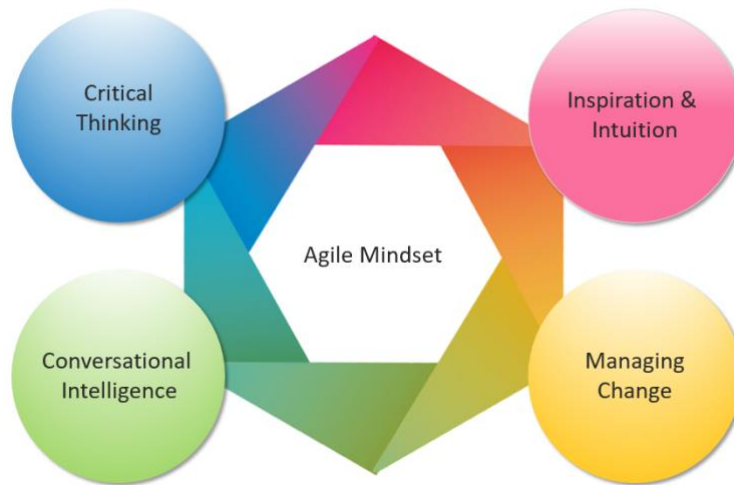 Critical
Thinking
Inspiration &
Intuition
Agile Mindset
Conversational
Intelligence
Managing
Change